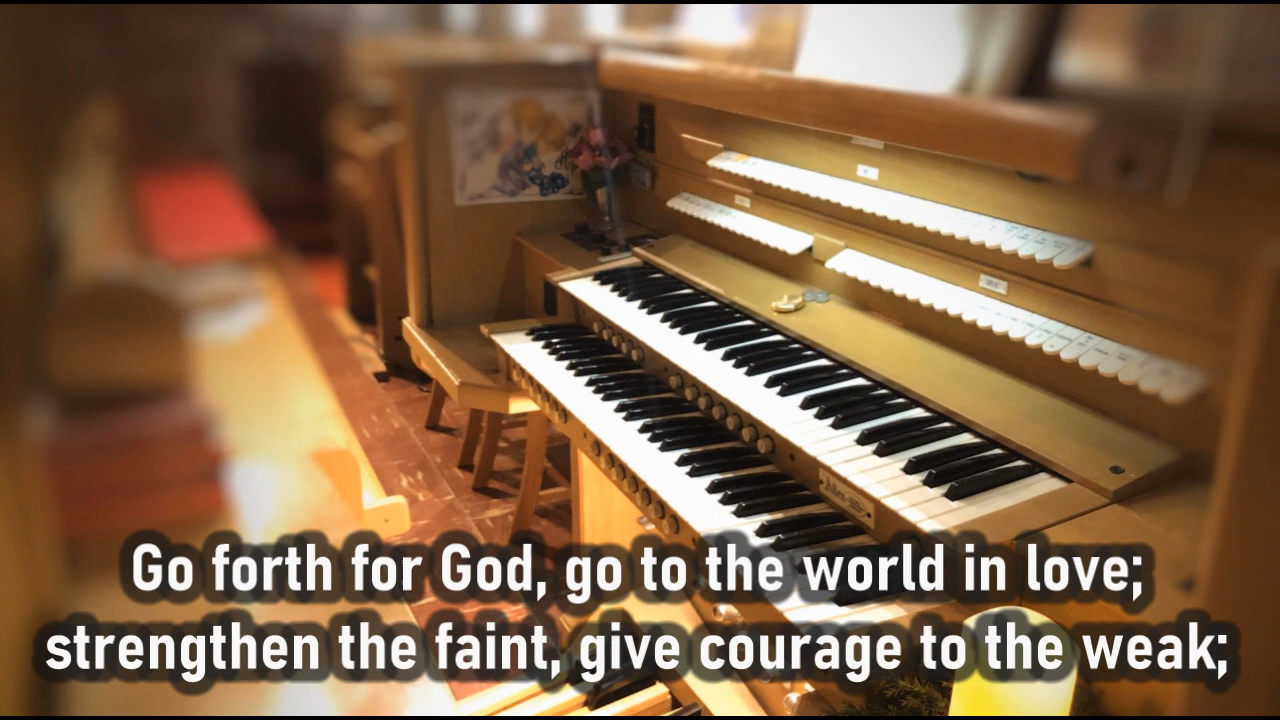 Go forth for God, go to the world in love;
strengthen the faint, give courage to the weak;